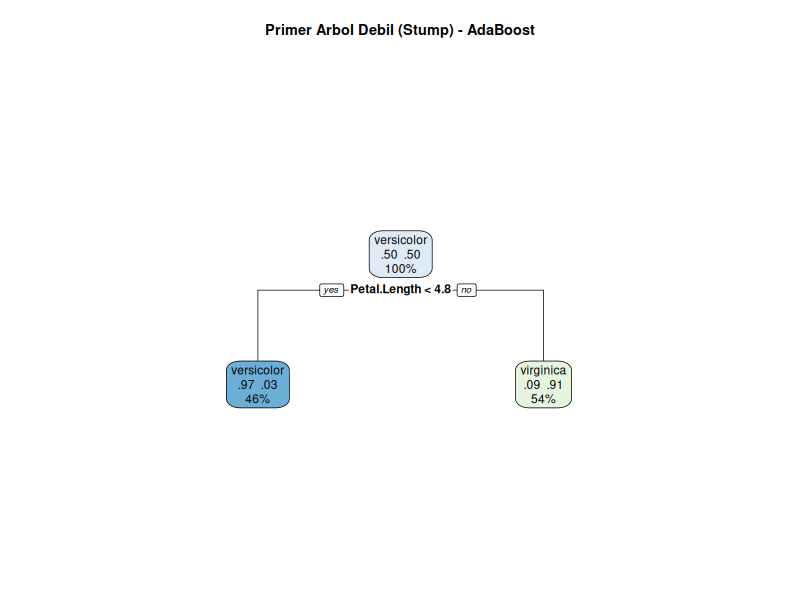 Primer Arbol Debil (Stump) - AdaBoost
versicolor
.50 .50
100%
yes Petal.Length < 4.8 no
versicolor
.97 .03
46%
virginica
.09 .91
54%